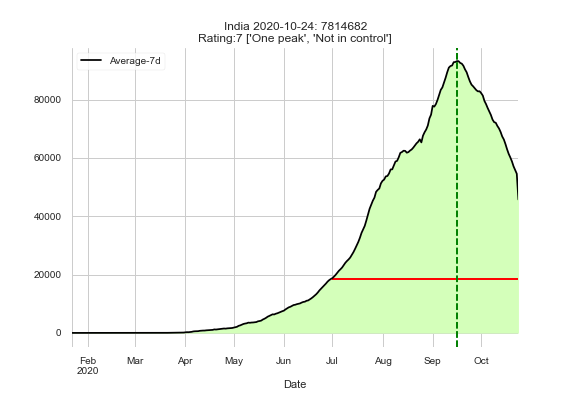 India 2020-10-24: 7814682
Rating:7 ['One peak', 'Not in control']
Average-7d
80000
60000
40000
20000
0
Feb Mar Apr May Jun Jul Aug Sep Oct
2020
Date